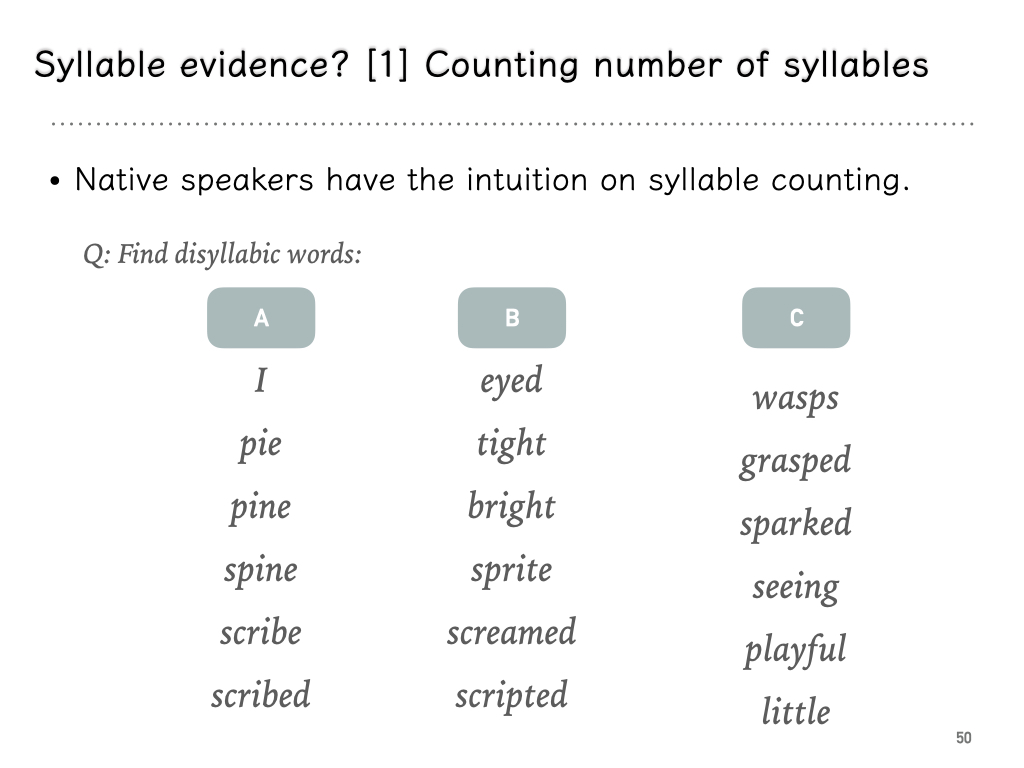 Syllable evidence? [1] Counting number of syllables
• Native speakers have the intuition on syllable counting.
Q: Find disyllabic words:
A
I
pie
pine
spine
scribe
scribed
B
eyed
tight
bright
sprite
screamed
scripted
C
wasps
grasped
sparked
seeing
playful
little
50